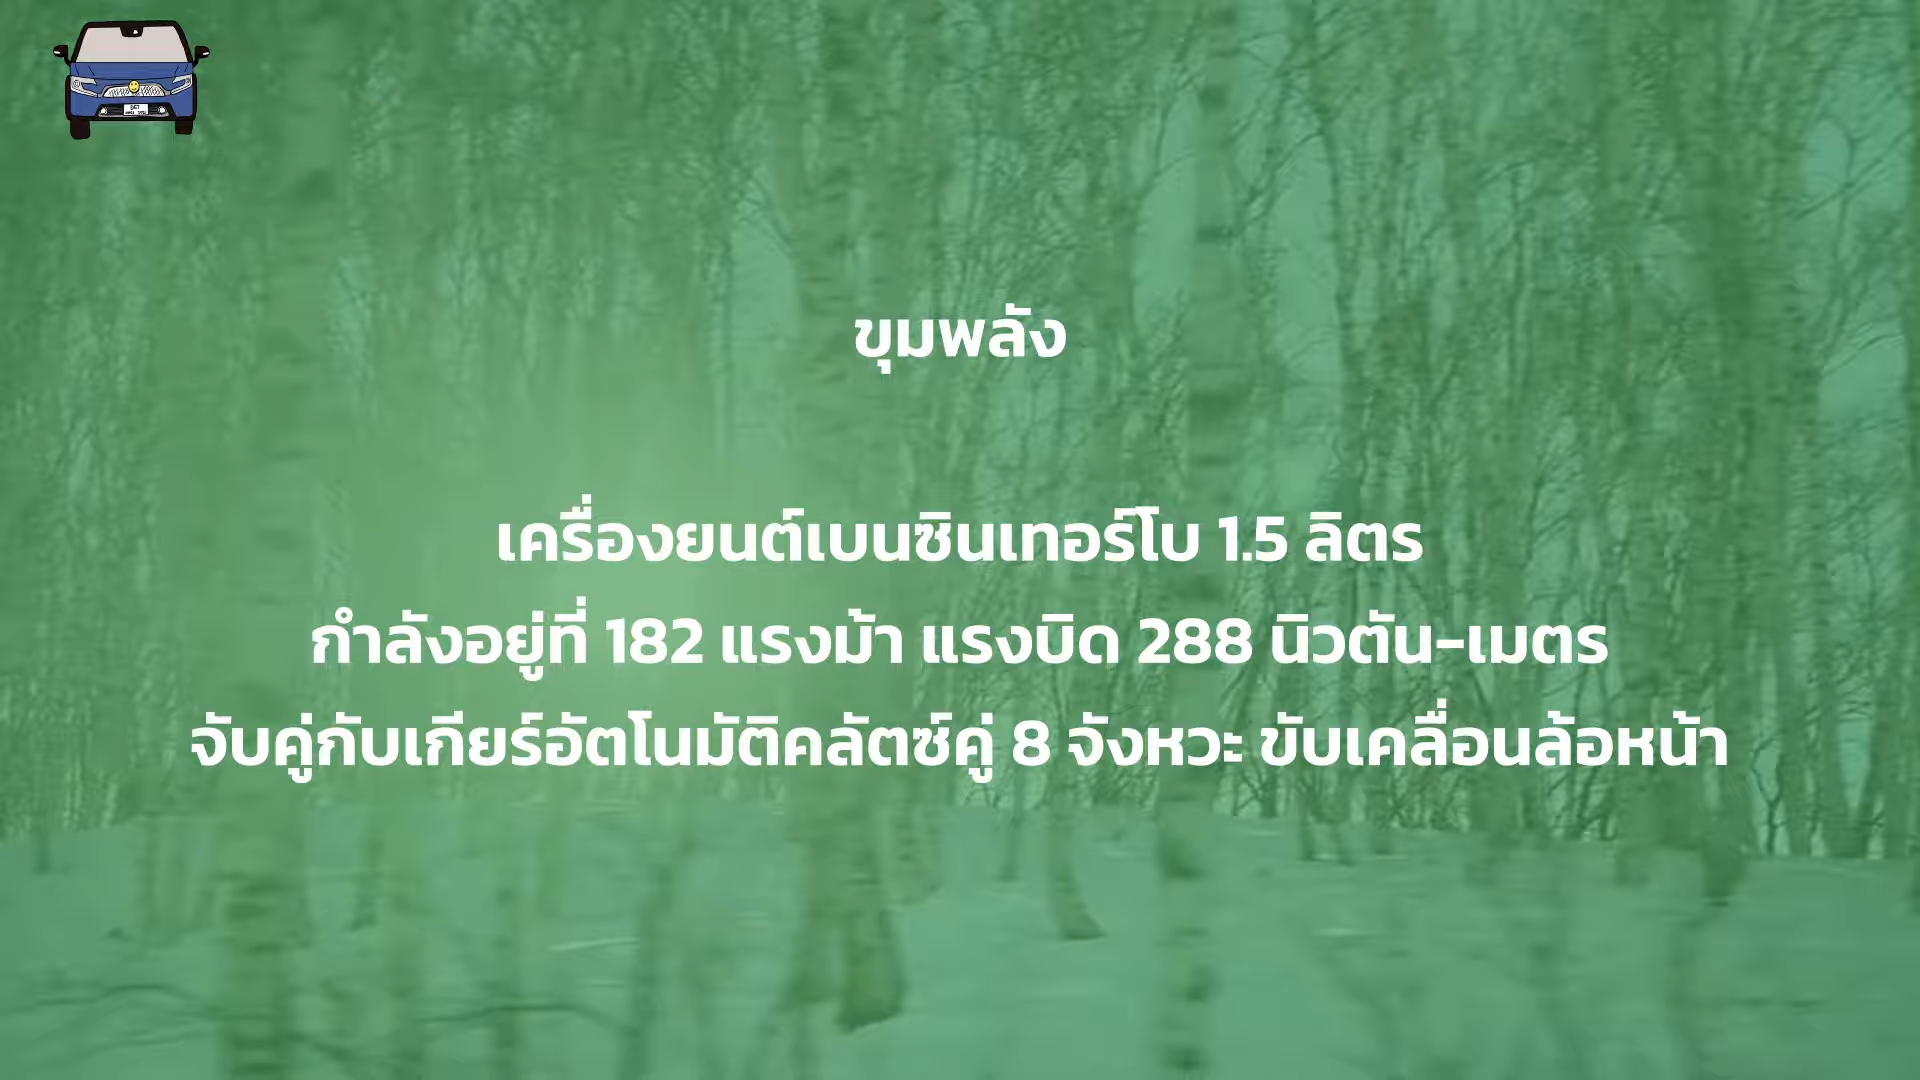 ขุมพลัง
เครื่องยนต์เบนซินเทอร์โบ 1.5 ลิตร
กำลังอยู่ที่ 182 แรงม้า แรงบิด 288 นิวตัน-เมตร
จับคู่กับเกียร์อัตโนมัติคลัตซ์คู่ 8 จังหวะ ขับเคลื่อนล้อหน้า